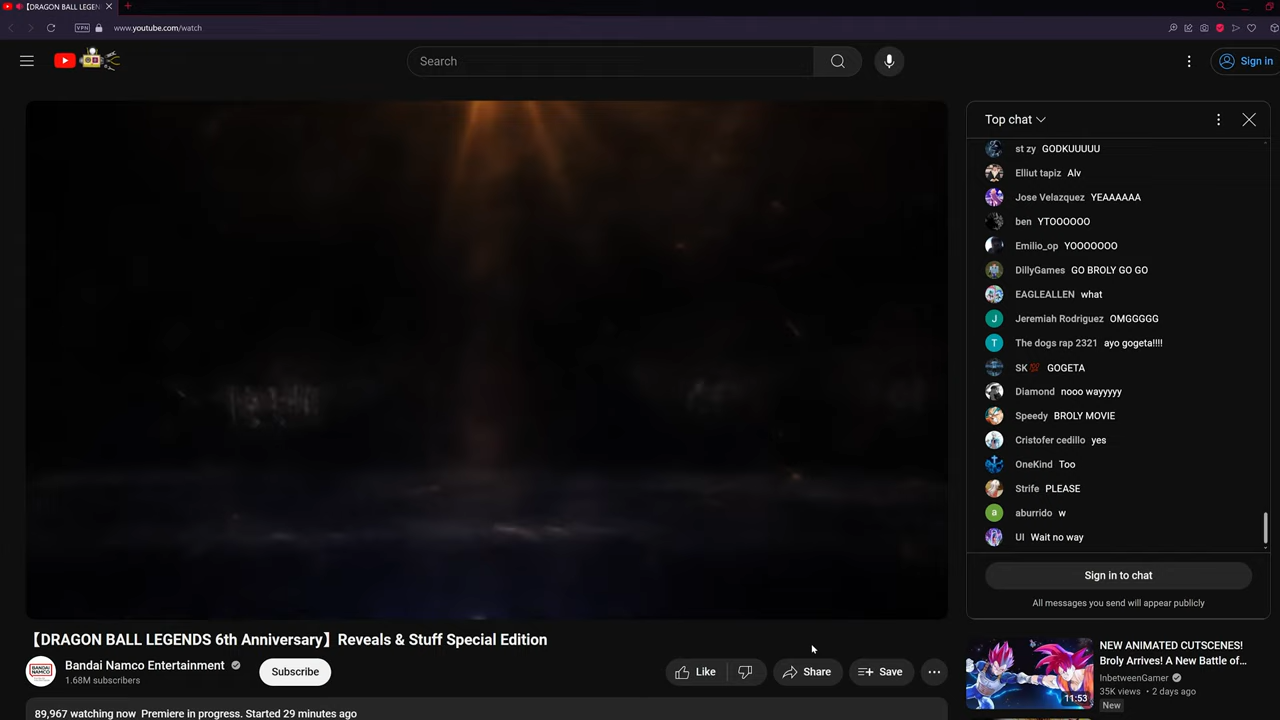 【DRAGON BALL LEGEND
VPN
www.youtube.com/watch
Search
Sign in
Top chat
st zy GODKUUUUU
Elliut tapiz Alv
Jose Velazquez YEAAAAAA
ben YTOOOOOO
Emilio_op YOOOOOOO
DillyGames GO BROLY GO GO
EAGLEALLEN what
J Jeremiah Rodriguez OMGGGGG
T The dogs rap 2321 ayo gogeta!!!!
SK💯 GOGETA
Diamond nooo wayyyyy
Speedy BROLY MOVIE
Cristofer cedillo yes
OneKind Too
Strife PLEASE
a aburrido w
UI Wait no way
Sign in to chat
All messages you send will appear publicly
【DRAGON BALL LEGENDS 6th Anniversary】Reveals & Stuff Special Edition
BANDAI NAMCO
Bandai Namco Entertainment
1.68M subscribers
Subscribe
Like
Share
Save
89,967 watching now Premiere in progress. Started 29 minutes ago
NEW ANIMATED CUTSCENES!
Broly Arrives! A New Battle of...
InbetweenGamer
35K views • 2 days ago
New
11:53